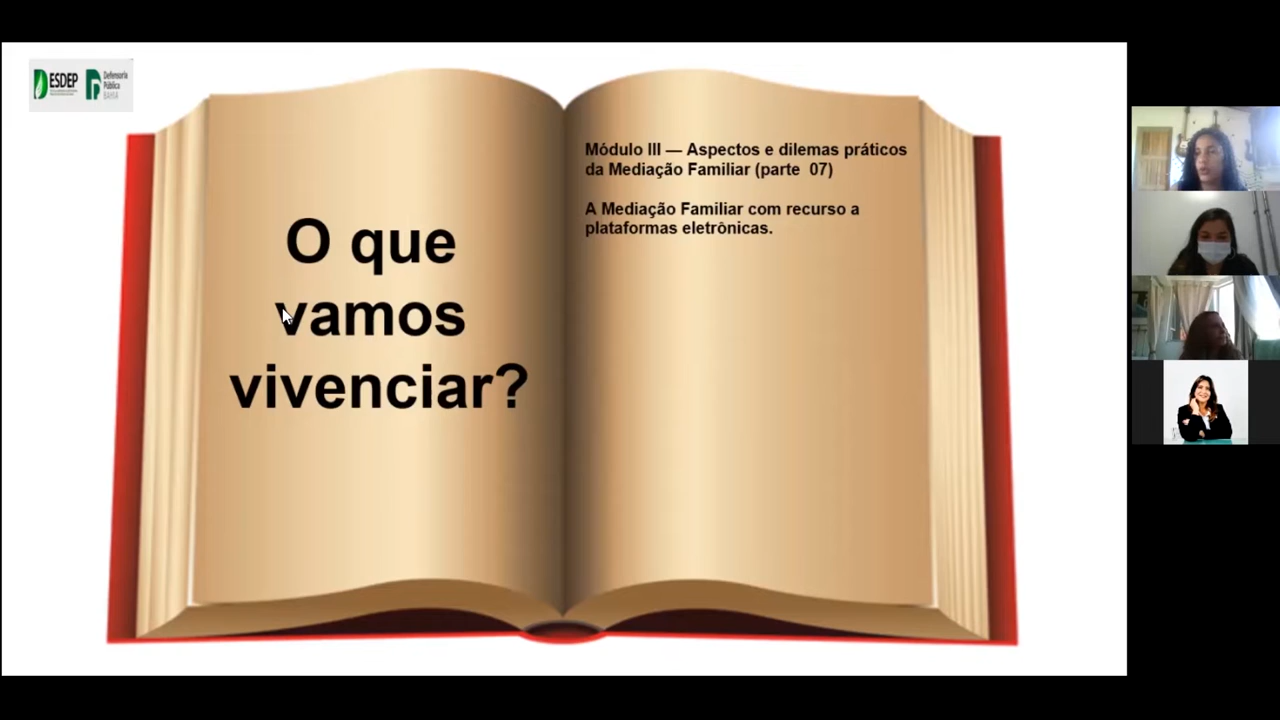 ESDEP
Defensoria
Pública
BAHIA
O que
vamos
vivenciar?
Módulo III — Aspectos e dilemas práticos
da Mediação Familiar (parte 07)
A Mediação Familiar com recurso a
plataformas eletrônicas.